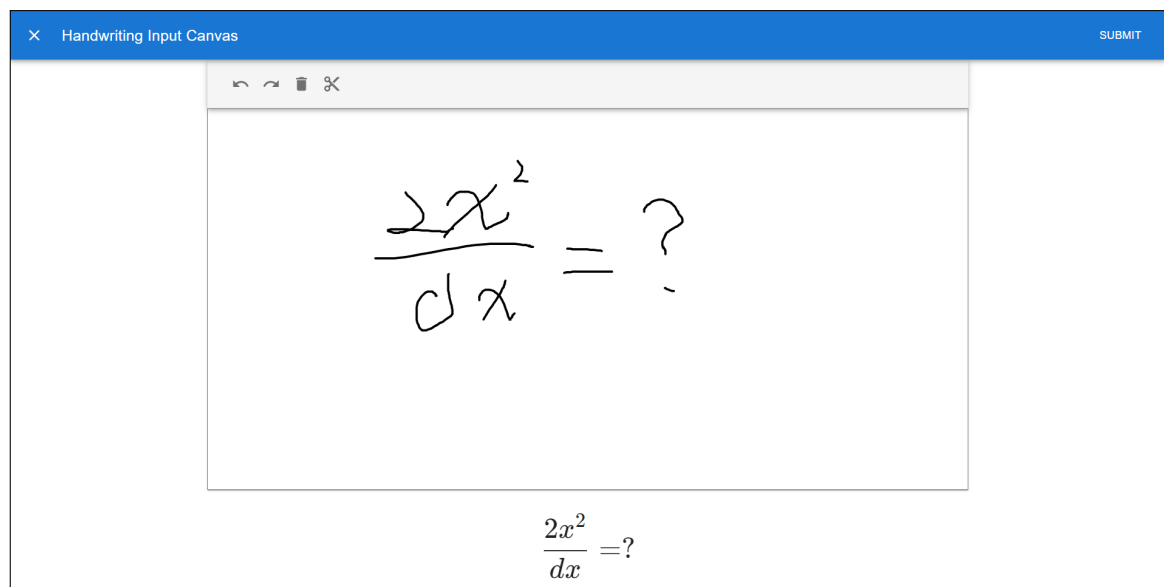 Handwriting Input Canvas SUBMIT
2x²
dx = ?
2x²
dx =?